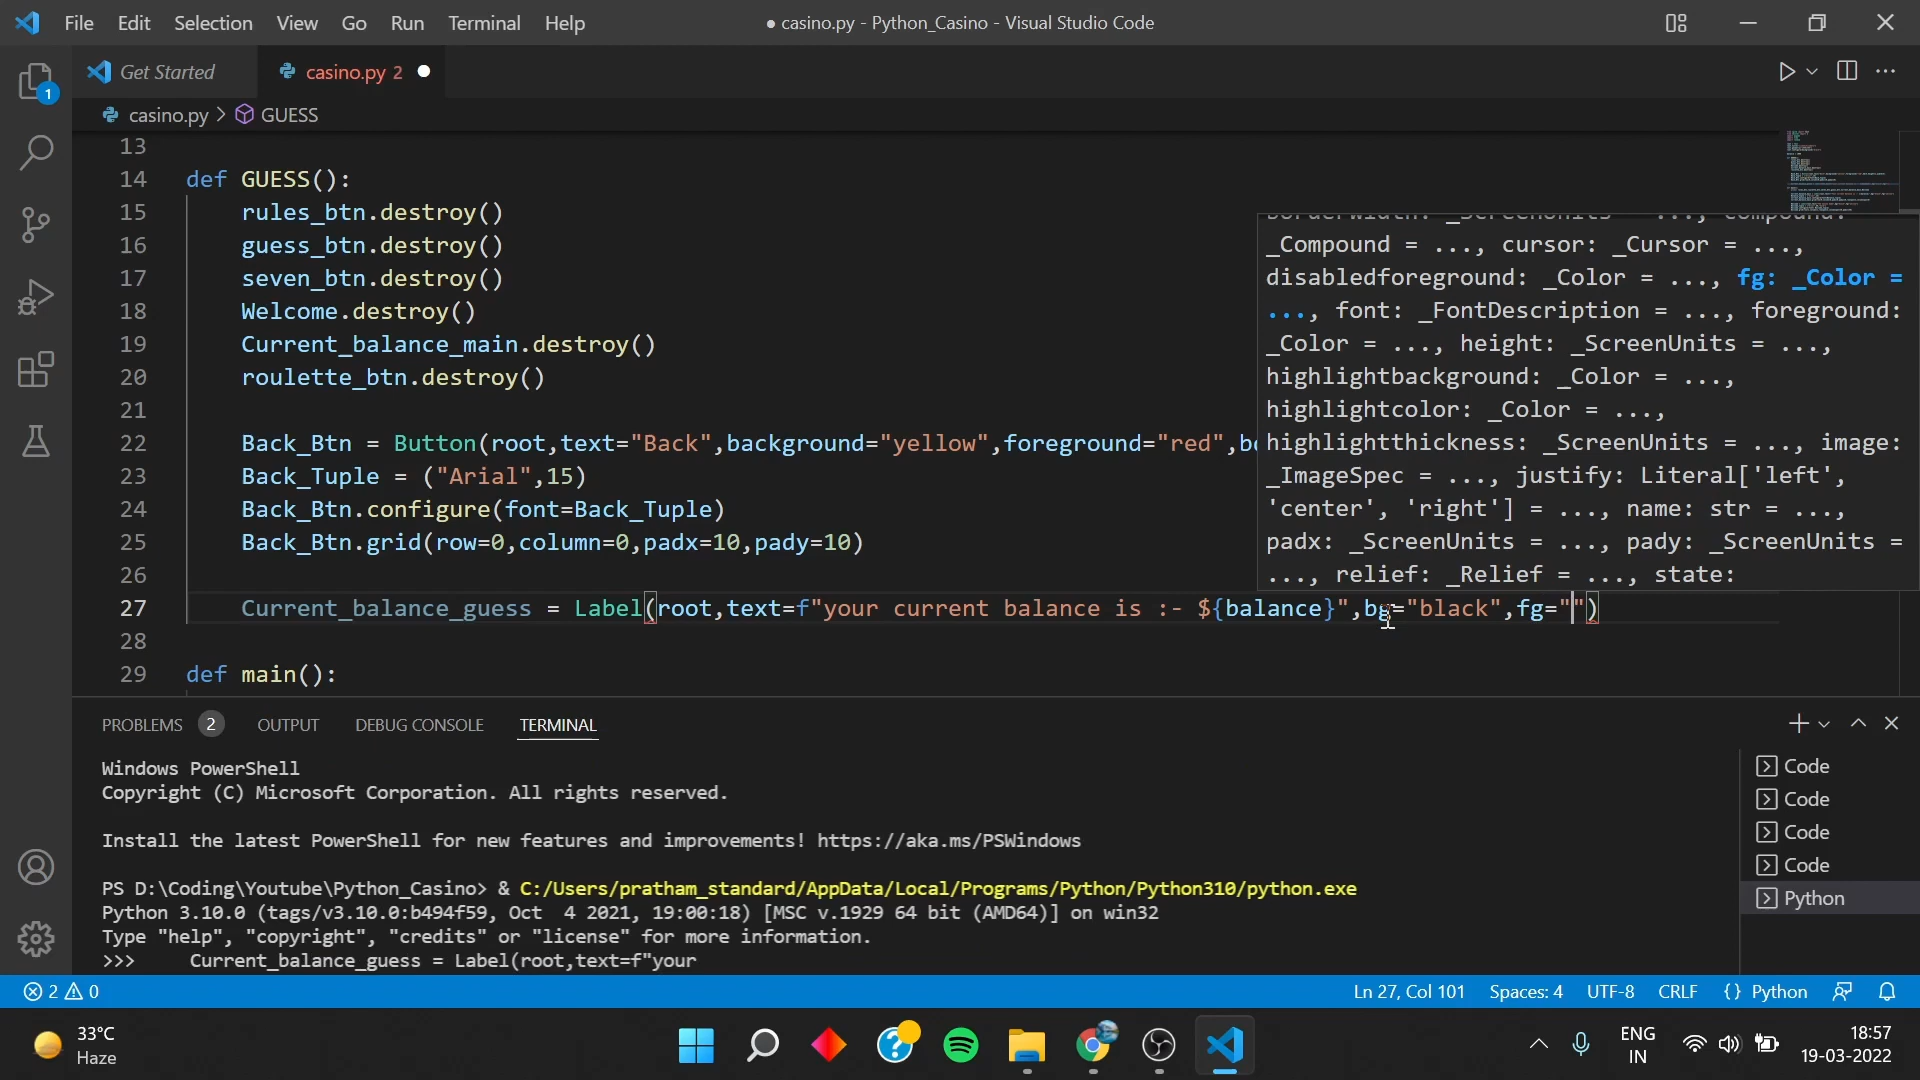 File Edit Selection View Go Run Terminal Help
● casino.py - Python_Casino - Visual Studio Code
Get Started
casino.py 2 ●
1
casino.py > GUESS
13
14 def GUESS():
15 rules_btn.destroy()
16 guess_btn.destroy()
17 seven_btn.destroy()
18 Welcome.destroy()
19 Current_balance_main.destroy()
20 roulette_btn.destroy()
21
22 Back_Btn = Button(root,text="Back",background="yellow",foreground="red",bo
23 Back_Tuple = ("Arial",15)
24 Back_Btn.configure(font=Back_Tuple)
25 Back_Btn.grid(row=0,column=0,padx=10,pady=10)
26
27 Current_balance_guess = Label(root,text=f"your current balance is :- ${balance}",bg="black",fg="")
28
29 def main():
borderwidth: _ScreenUnits = ..., compound:
_Compound = ..., cursor: _Cursor = ...,
disabledforeground: _Color = ..., fg: _Color =
..., font: _FontDescription = ..., foreground:
_Color = ..., height: _ScreenUnits = ...,
highlightbackground: _Color = ...,
highlightcolor: _Color = ...,
highlightthickness: _ScreenUnits = ..., image:
_ImageSpec = ..., justify: Literal['left',
'center', 'right'] = ..., name: str = ...,
padx: _ScreenUnits = ..., pady: _ScreenUnits =
..., relief: _Relief = ..., state:
PROBLEMS 2 OUTPUT DEBUG CONSOLE TERMINAL
Windows PowerShell
Copyright (C) Microsoft Corporation. All rights reserved.
Install the latest PowerShell for new features and improvements! https://aka.ms/PSWindows
PS D:\Coding\Youtube\Python_Casino> & C:/Users/pratham_standard/AppData/Local/Programs/Python/Python310/python.exe
Python 3.10.0 (tags/v3.10.0:b494f59, Oct  4 2021, 19:00:18) [MSC v.1929 64 bit (AMD64)] on win32
Type "help", "copyright", "credits" or "license" for more information.
>>> Current_balance_guess = Label(root,text=f"your
Code
Code
Code
Code
Python
2 0
Ln 27, Col 101 Spaces: 4 UTF-8 CRLF {} Python
33°C
Haze
ENG
IN
18:57
19-03-2022